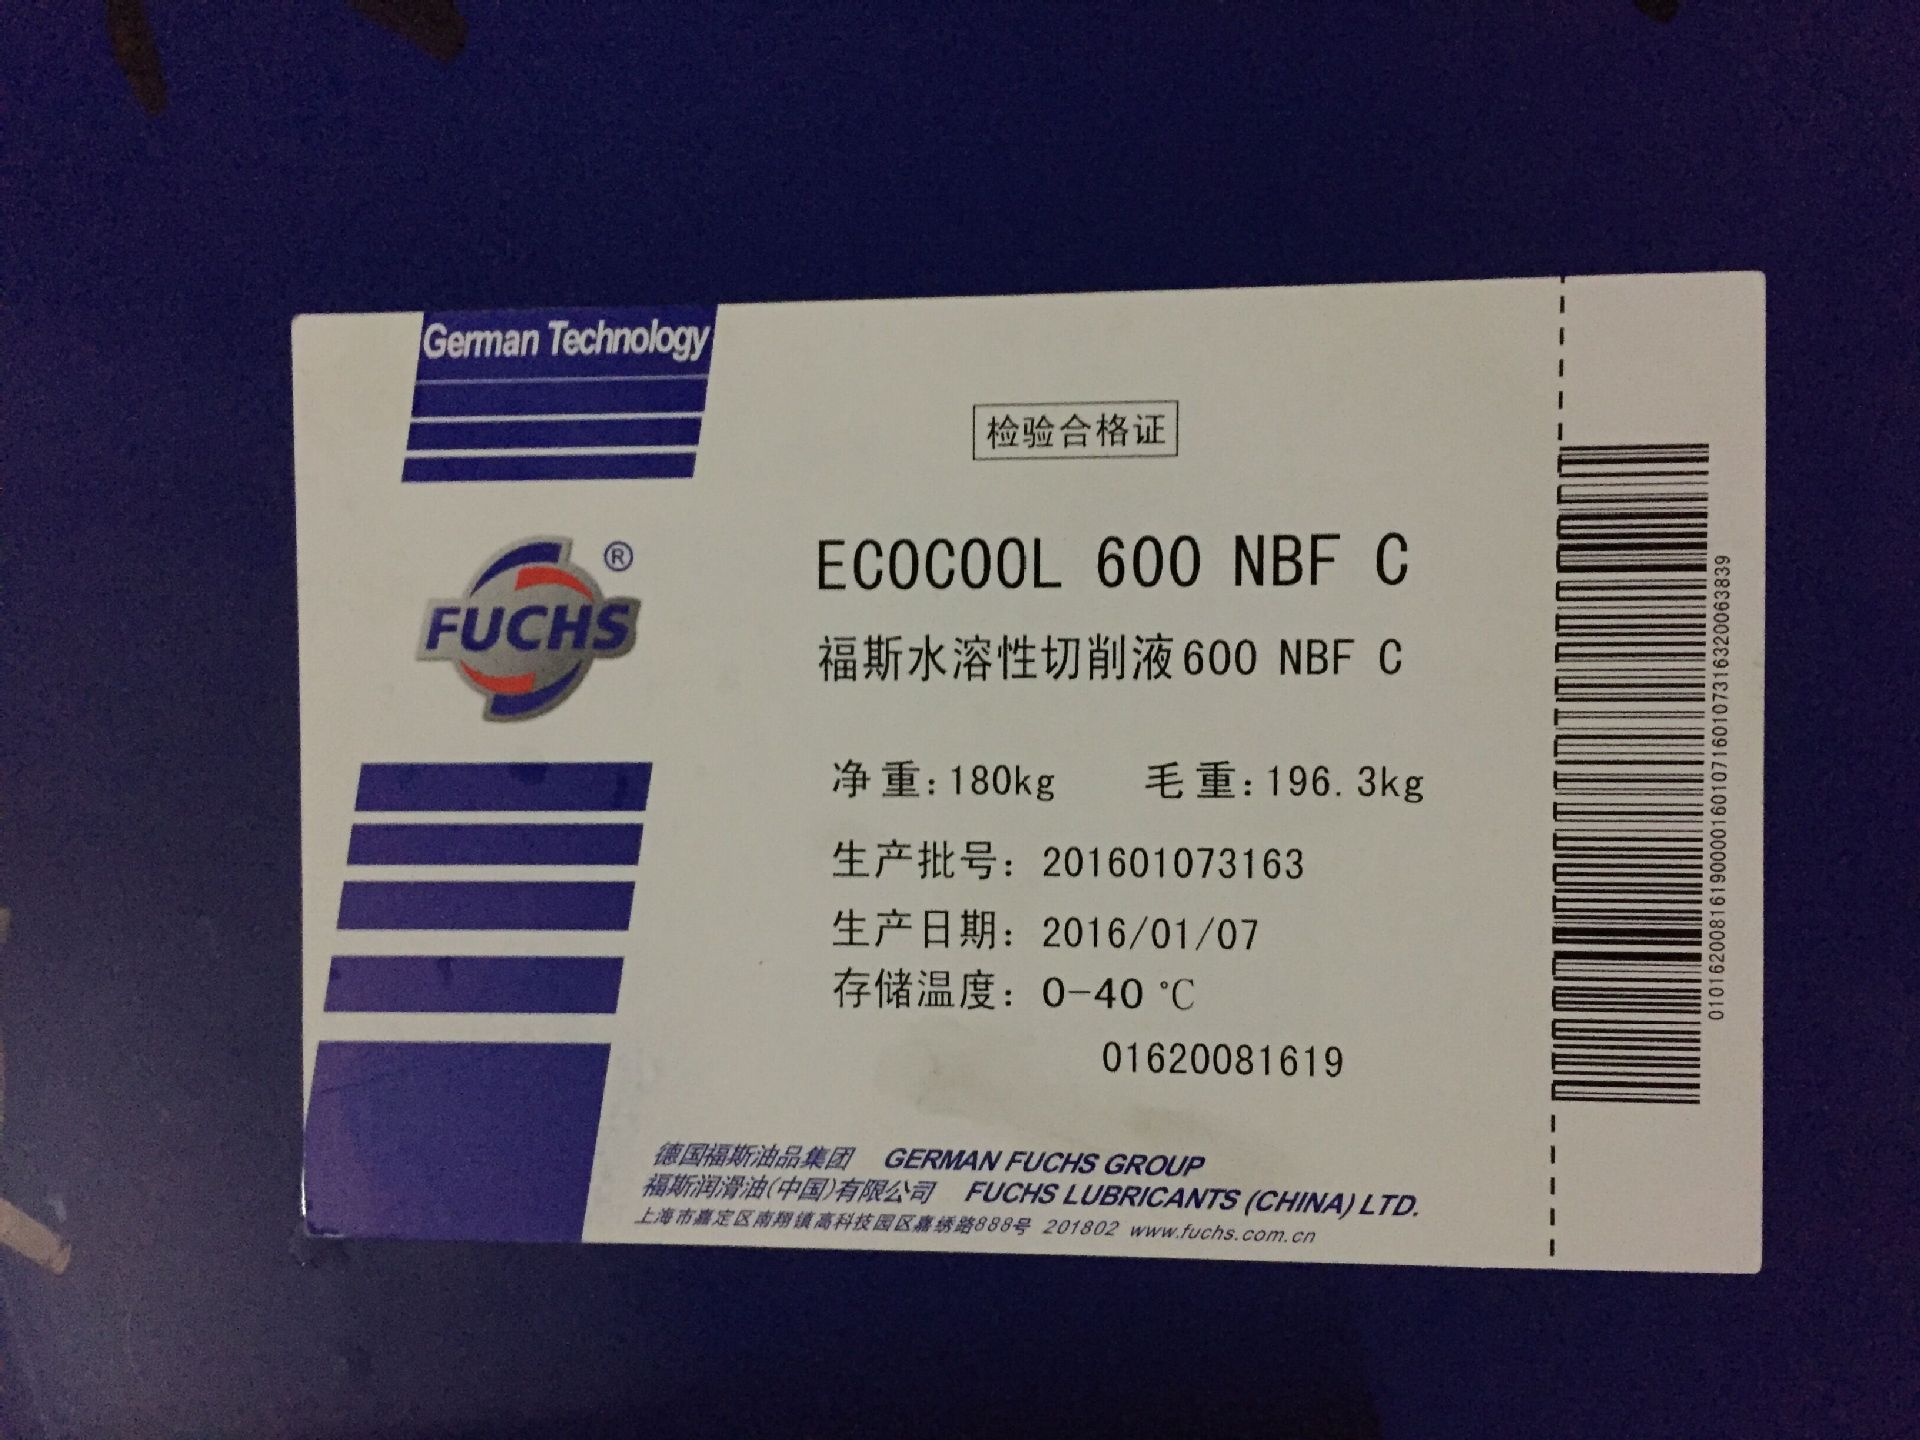 German Technology
检验合格证
FUCHS®
ECOCOOL 600 NBF C
福斯水溶性切削液600 NBF C
净重:180kg 毛重:196.3kg
生产批号: 201601073163
生产日期: 2016/01/07
存储温度: 0-40 ℃
01620081619
德国福斯油品集团 GERMAN FUCHS GROUP
福斯润滑油(中国)有限公司 FUCHS LUBRICANTS (CHINA) LTD.
上海市嘉定区南翔镇高科技园区嘉绣路888号 201802 www.fuchs.com.cn
01016200816190000160107160107316320063839